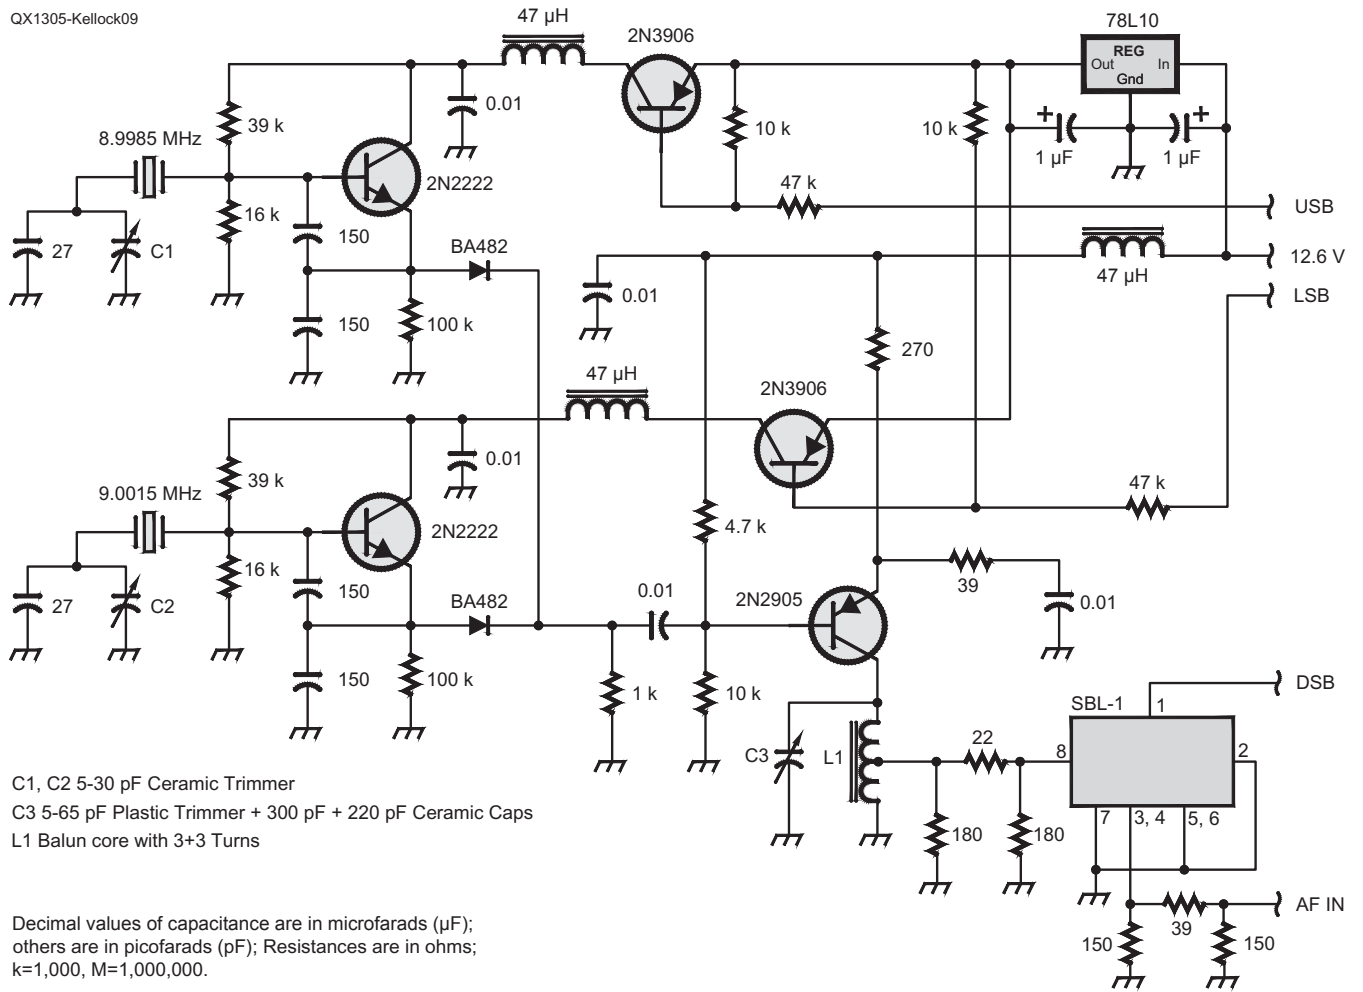 QX1305-Kellock09
47 µH
2N3906
78L10
REG
Out
In
Gnd
0.01
39 k
10 k
10 k
1 µF
1 µF
8.9985 MHz
2N2222
47 k
USB
16 k
27
C1
150
BA482
12.6 V
47 µH
0.01
LSB
150
100 k
270
47 µH
2N3906
0.01
39 k
47 k
9.0015 MHz
2N2222
4.7 k
16 k
39
27
C2
150
BA482
0.01
2N2905
0.01
150
100 k
1 k
10 k
DSB
SBL-1
1
C3
L1
22
8
2
7
3, 4
5, 6
180
180
C1, C2 5-30 pF Ceramic Trimmer
C3 5-65 pF Plastic Trimmer + 300 pF + 220 pF Ceramic Caps
L1 Balun core with 3+3 Turns
AF IN
39
150
150
Decimal values of capacitance are in microfarads (µF);
others are in picofarads (pF); Resistances are in ohms;
k=1,000, M=1,000,000.